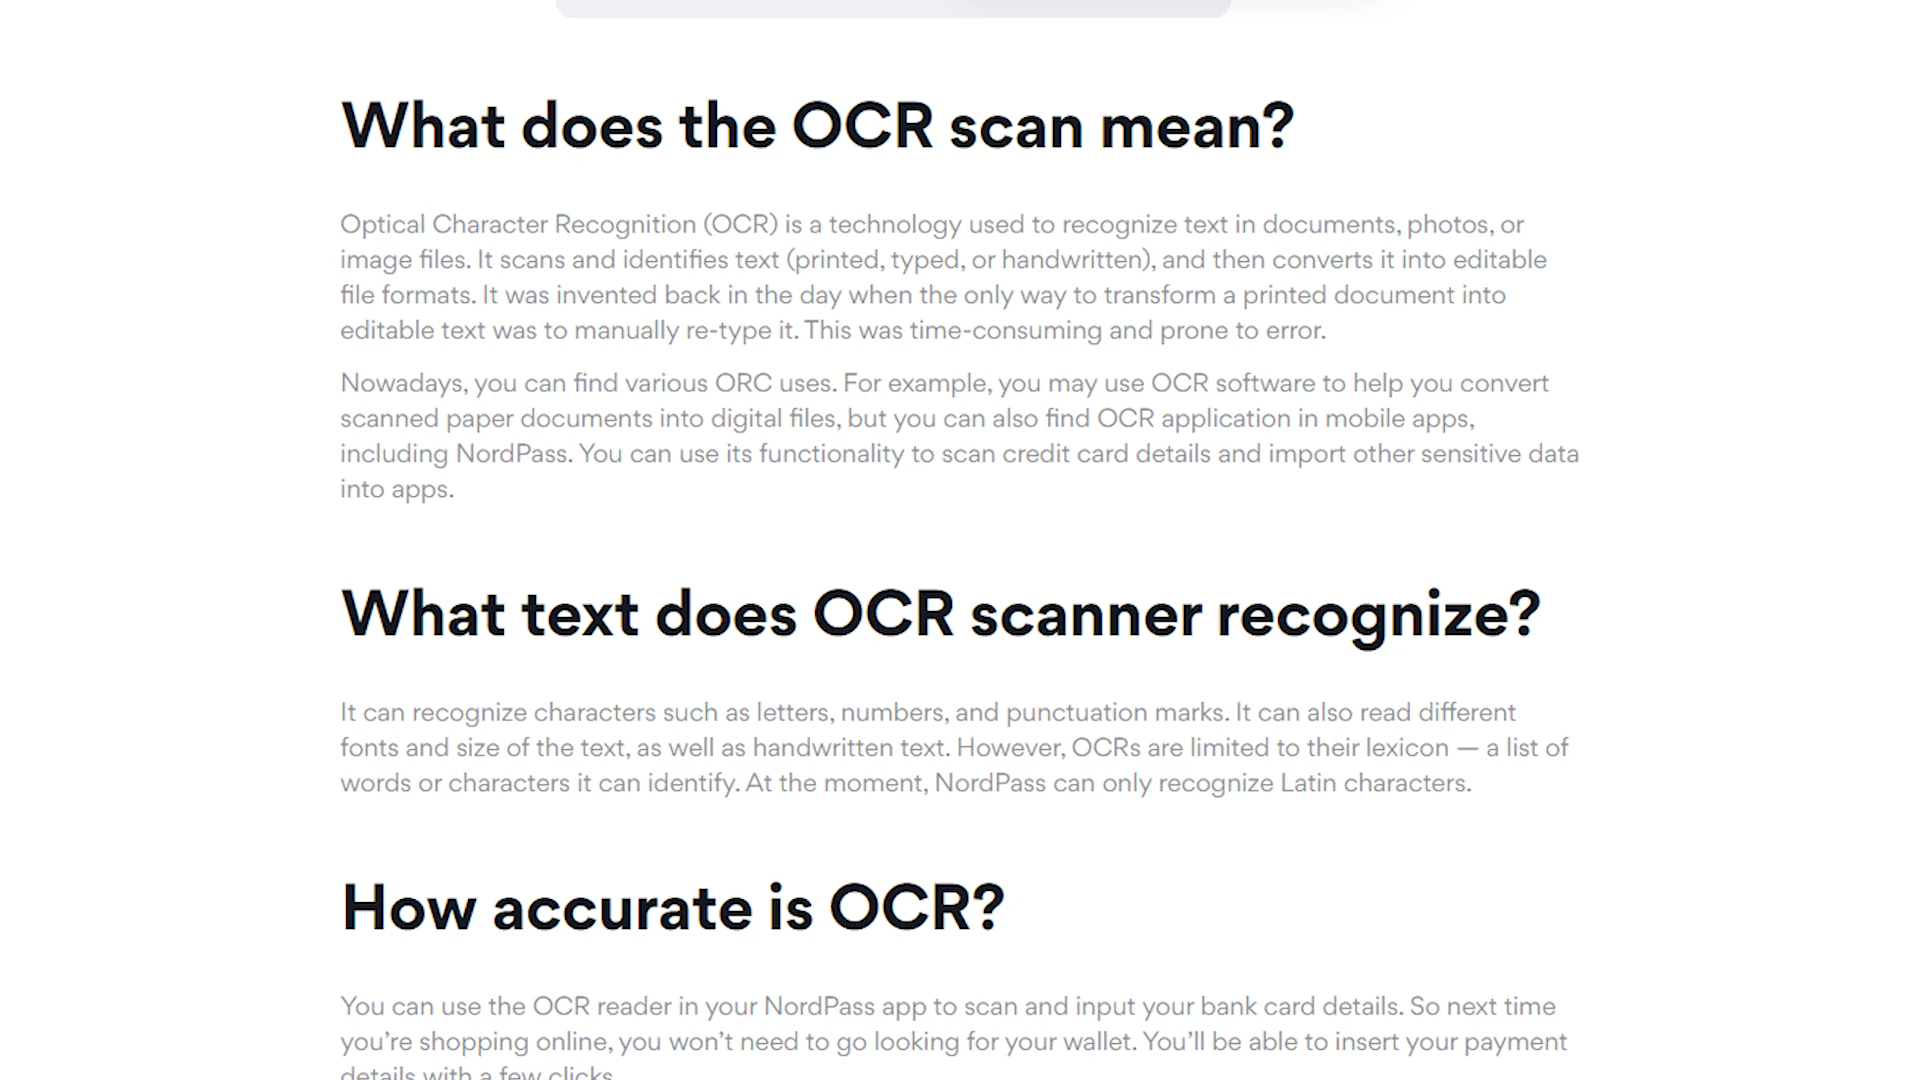 What does the OCR scan mean?
Optical Character Recognition (OCR) is a technology used to recognize text in documents, photos, or
image files. It scans and identifies text (printed, typed, or handwritten), and then converts it into editable
file formats. It was invented back in the day when the only way to transform a printed document into
editable text was to manually re-type it. This was time-consuming and prone to error.
Nowadays, you can find various ORC uses. For example, you may use OCR software to help you convert
scanned paper documents into digital files, but you can also find OCR application in mobile apps,
including NordPass. You can use its functionality to scan credit card details and import other sensitive data
into apps.
What text does OCR scanner recognize?
It can recognize characters such as letters, numbers, and punctuation marks. It can also read different
fonts and size of the text, as well as handwritten text. However, OCRs are limited to their lexicon — a list of
words or characters it can identify. At the moment, NordPass can only recognize Latin characters.
How accurate is OCR?
You can use the OCR reader in your NordPass app to scan and input your bank card details. So next time
you’re shopping online, you won’t need to go looking for your wallet. You’ll be able to insert your payment
details with a few clicks.